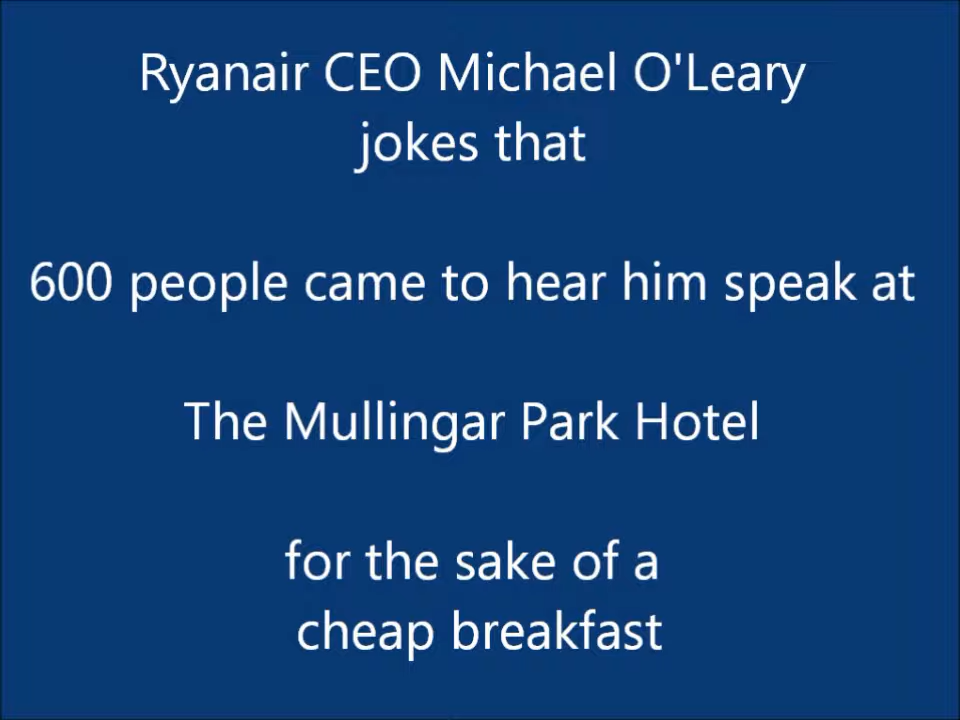 Ryanair CEO Michael O'Leary
jokes that
600 people came to hear him speak at
The Mullingar Park Hotel
for the sake of a
cheap breakfast